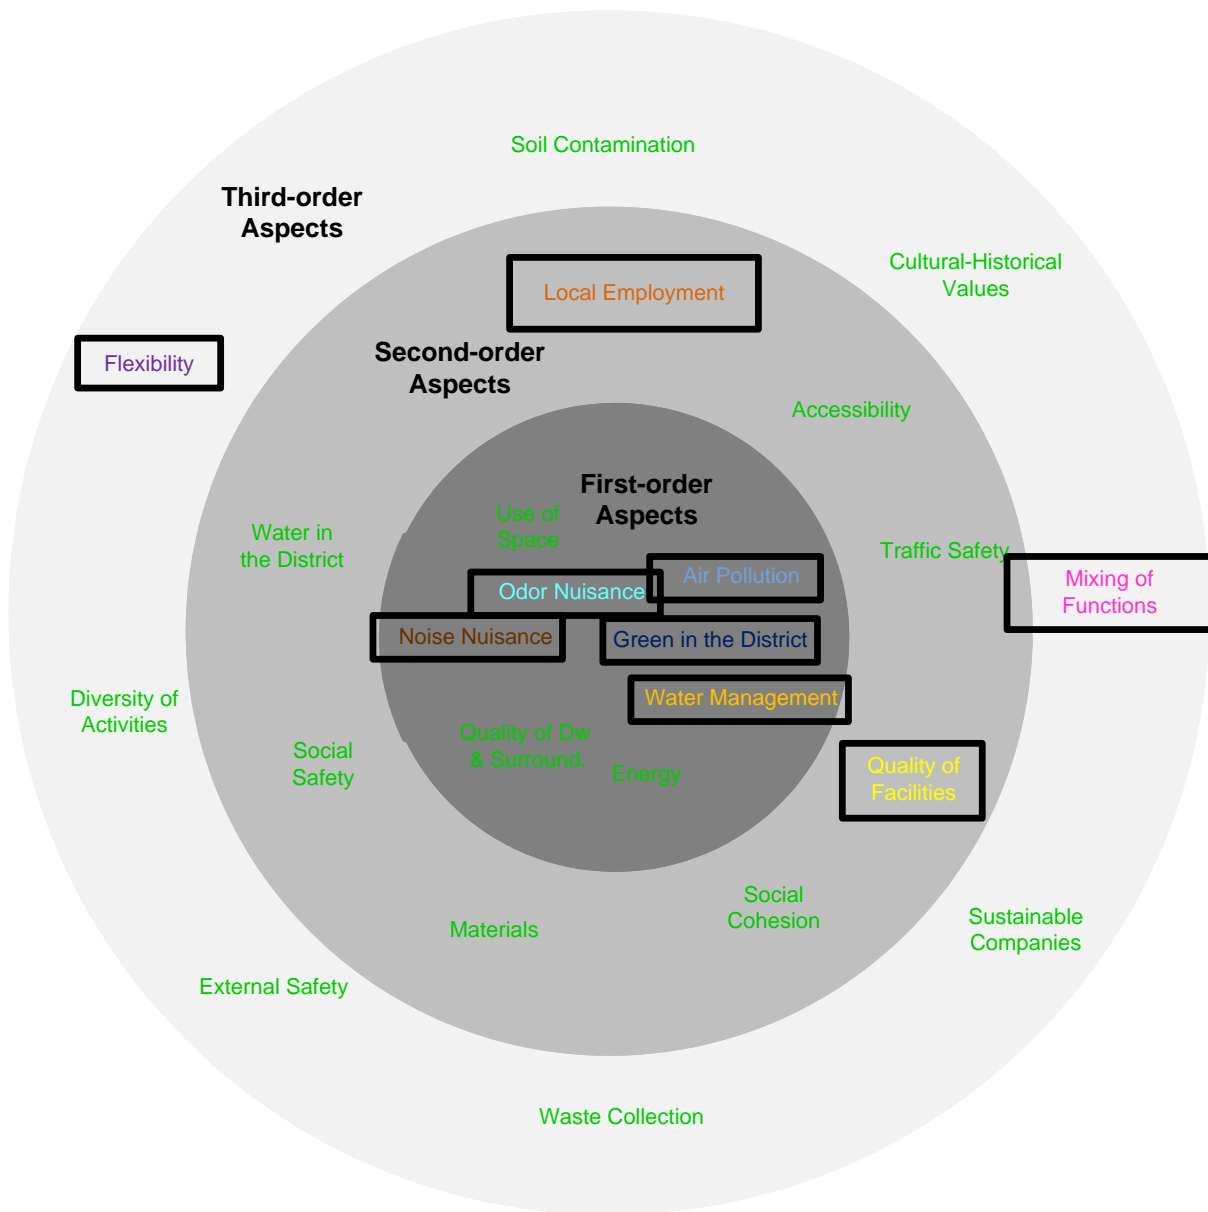 Soil Contamination
Third-order
Aspects
Cultural-Historical
Values
Local Employment
Flexibility
Second-order
Aspects
Accessibility
First-order
Aspects
Use of
Space
Water in
the District
Traffic Safety
Air Pollution
Mixing of
Functions
Odor Nuisance
Noise Nuisance
Green in the District
Diversity of
Activities
Water Management
Quality of Dw
& Surround.
Social
Safety
Energy
Quality of
Facilities
Social
Cohesion
Materials
Sustainable
Companies
External Safety
Waste Collection